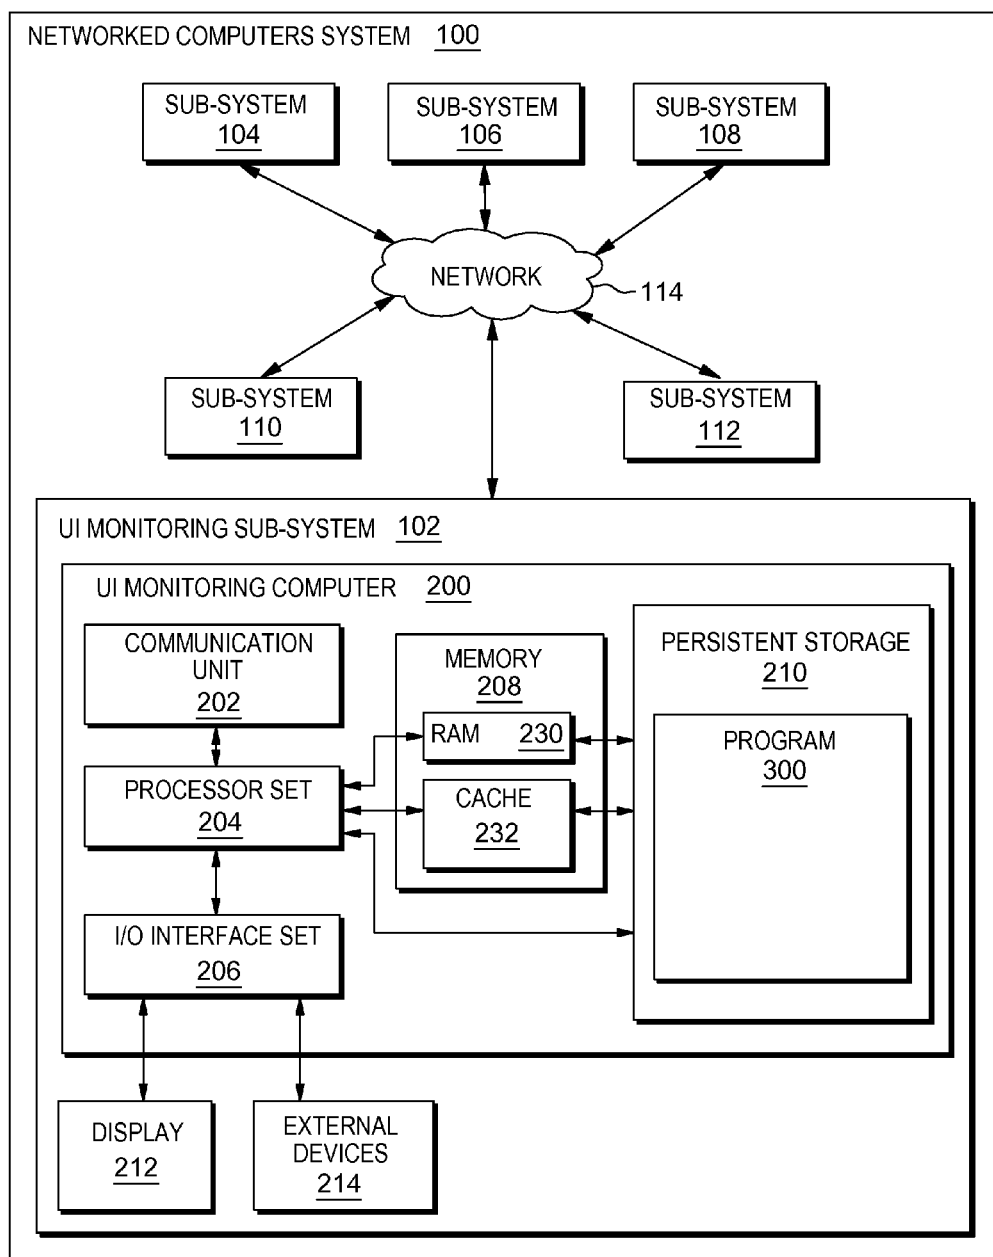 NETWORKED COMPUTERS SYSTEM 100
SUB-SYSTEM
104
SUB-SYSTEM
106
SUB-SYSTEM
108
NETWORK
114
SUB-SYSTEM
110
SUB-SYSTEM
112
UI MONITORING SUB-SYSTEM 102
UI MONITORING COMPUTER 200
COMMUNICATION
UNIT
202
PROCESSOR SET
204
I/O INTERFACE SET
206
MEMORY
208
RAM 230
CACHE
232
PERSISTENT STORAGE
210
PROGRAM
300
DISPLAY
212
EXTERNAL
DEVICES
214